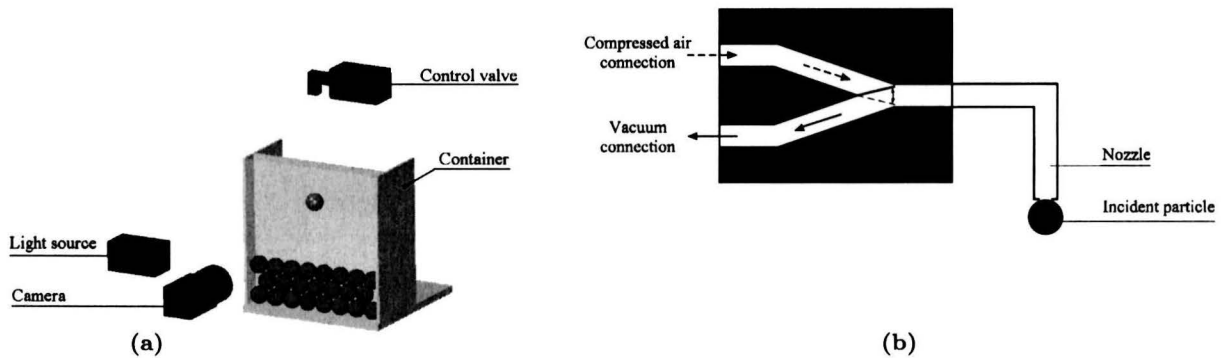 Control valve
Container
Light source
Camera
(a)
Compressed air
connection
Vacuum
connection
Nozzle
Incident particle
(b)